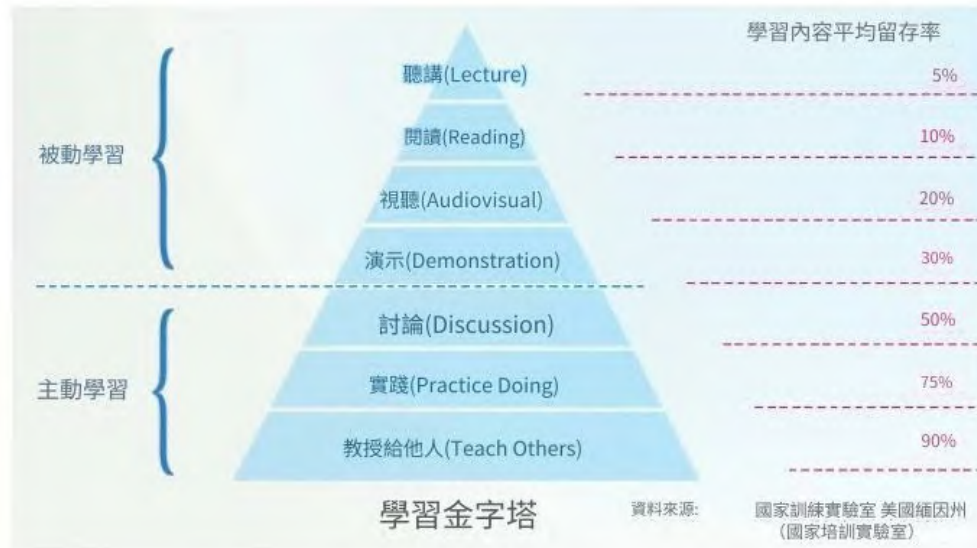 學習內容平均留存率
聽講(Lecture)
5%
閱讀(Reading)
10%
被動學習
視聽(Audiovisual)
20%
演示(Demonstration)
30%
討論(Discussion)
50%
主動學習
實踐(Practice Doing)
75%
教授給他人(Teach Others)
90%
學習金字塔
資料來源:
國家訓練實驗室 美國緬因州
(國家培訓實驗室)